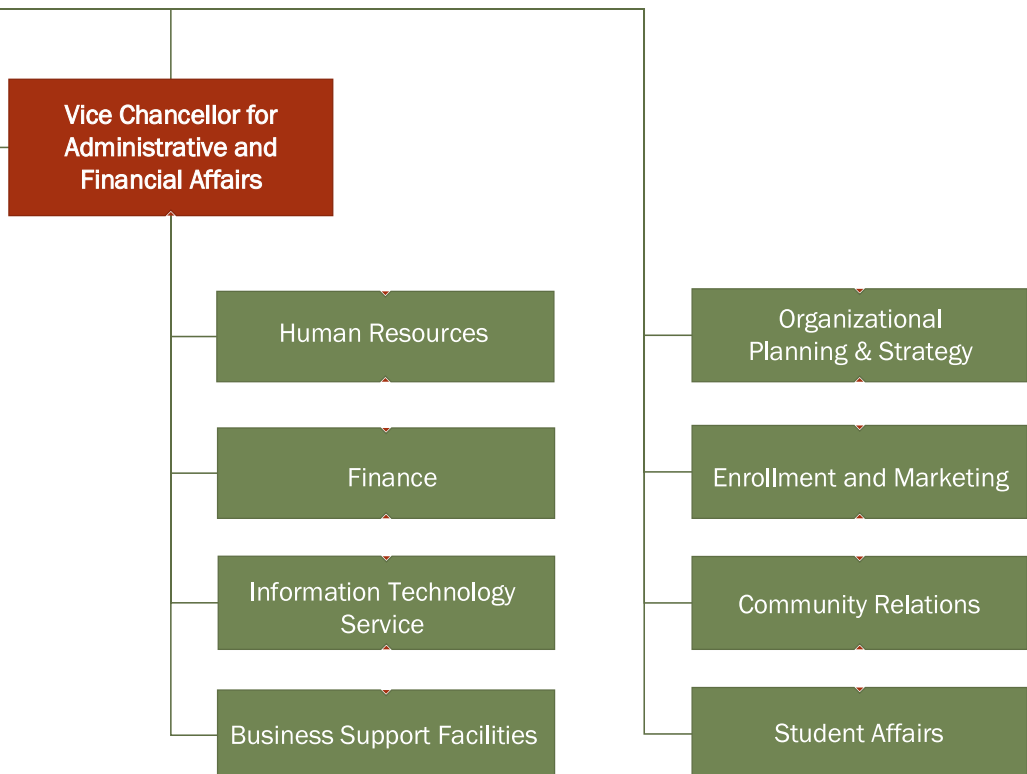 Vice Chancellor for
Administrative and
Financial Affairs
Human Resources
Finance
Information Technology
Service
Business Support Facilities
Organizational
Planning & Strategy
Enrollment and Marketing
Community Relations
Student Affairs